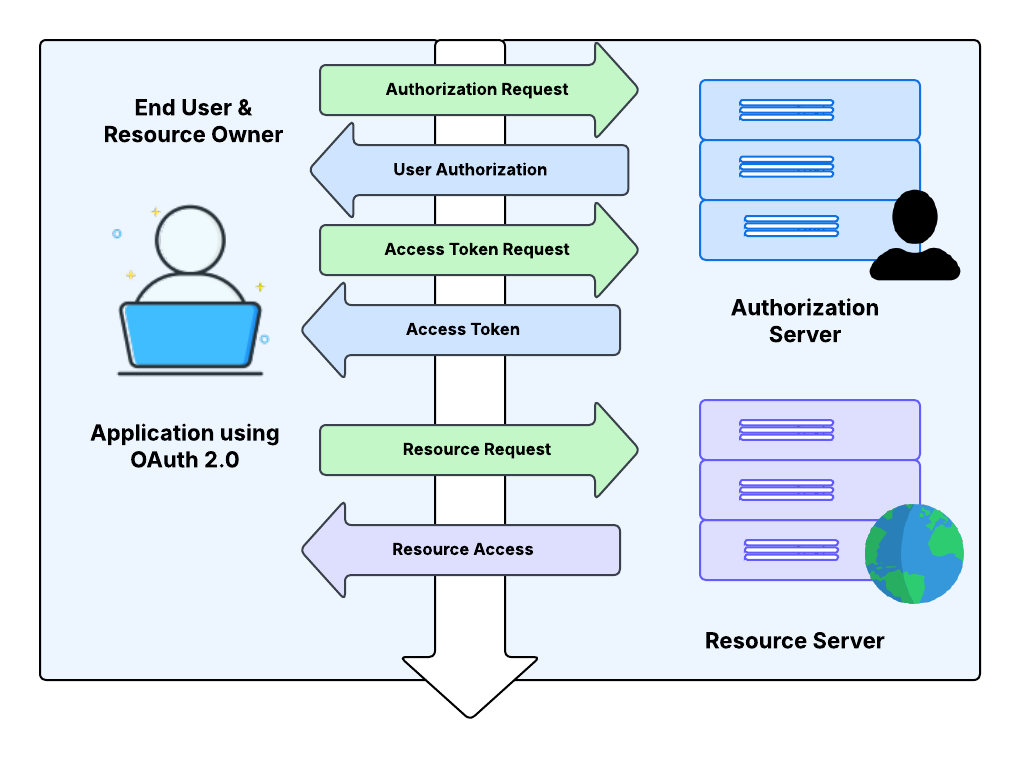 End User &
Resource Owner
Authorization Request
User Authorization
Access Token Request
Access Token
Authorization
Server
Application using
OAuth 2.0
Resource Request
Resource Access
Resource Server